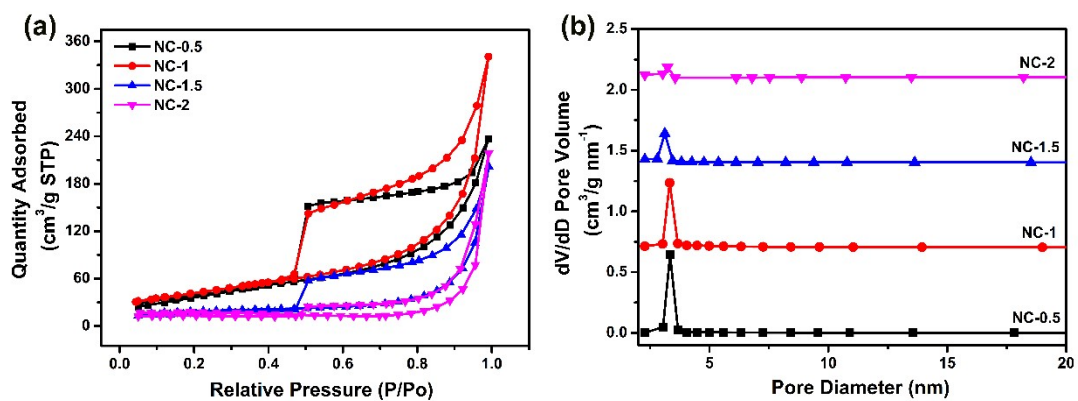 (a)
NC-0.5
NC-1
NC-1.5
NC-2
360
300
240
180
120
60
0
Quantity Adsorbed
(cm³/g STP)
0.0 0.2 0.4 0.6 0.8 1.0
Relative Pressure (P/Po)
(b)
2.5
2.0
1.5
1.0
0.5
0.0
dV/dD Pore Volume
(cm³/g nm⁻¹)
NC-2
NC-1.5
NC-1
NC-0.5
5 10 15 20
Pore Diameter (nm)